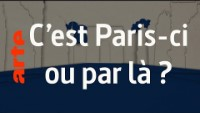 arte
C'est Paris-ci
ou par là ?